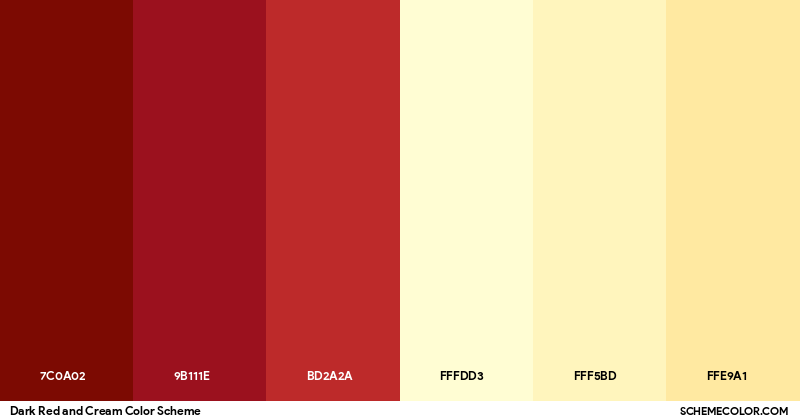 7C0A02 9B111E BD2A2A FFFDD3 FFF5BD FFE9A1
Dark Red and Cream Color Scheme SCHEMECOLOR.COM